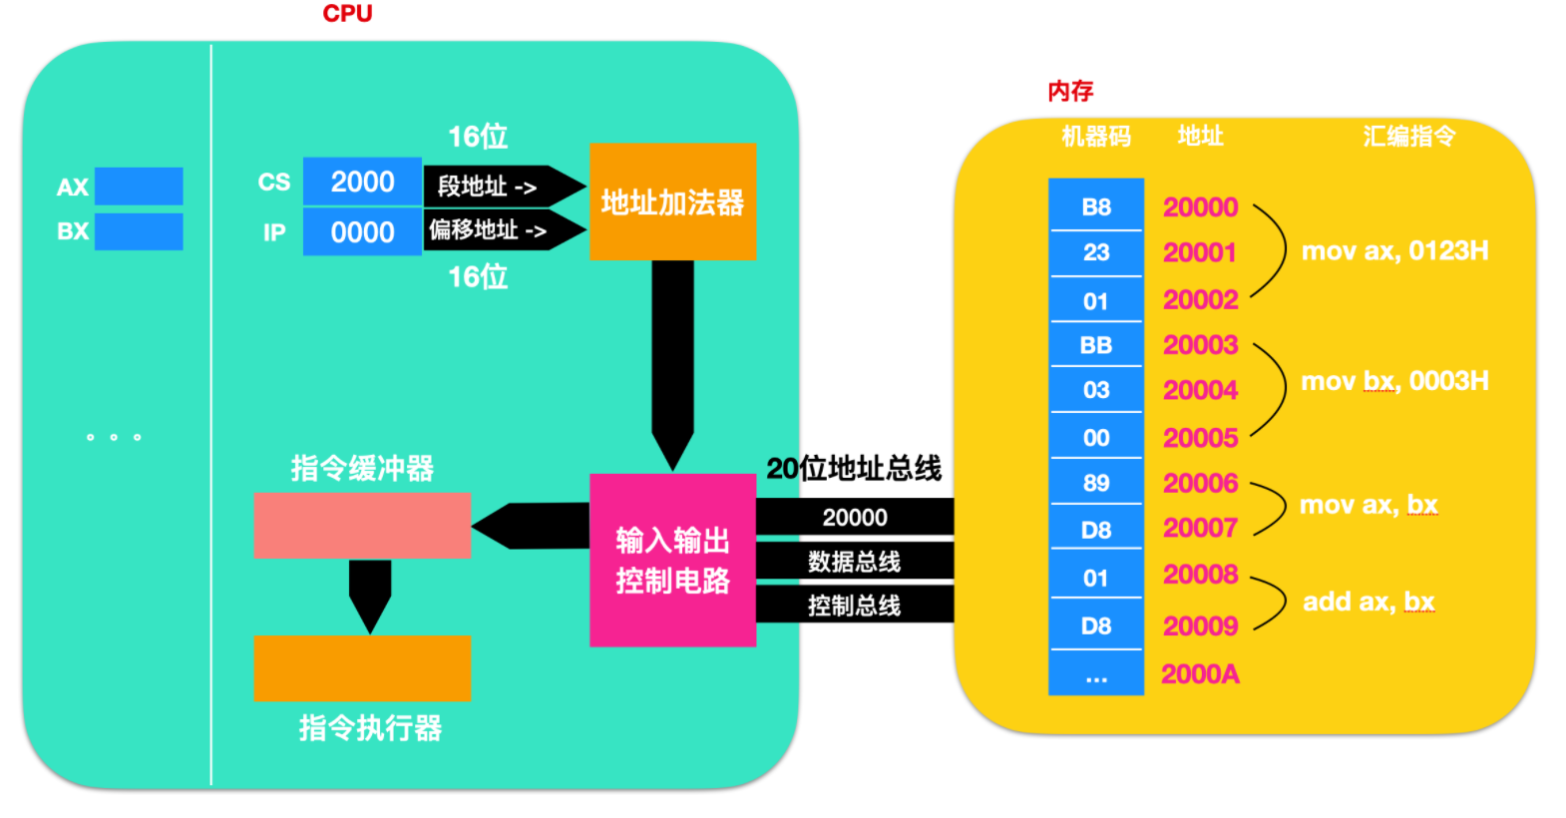 CPU
AX
BX
。。。
16位
CS
2000
段地址 ->
IP
0000
偏移地址 ->
16位
地址加法器
指令缓冲器
指令执行器
输入输出
控制电路
20位地址总线
20000
数据总线
控制总线
内存
机器码 地址 汇编指令
B8 20000
23 20001 mov ax, 0123H
01 20002
BB 20003
03 20004 mov bx, 0003H
00 20005
89 20006 mov ax, bx
D8 20007
01 20008 add ax, bx
D8 20009
... 2000A